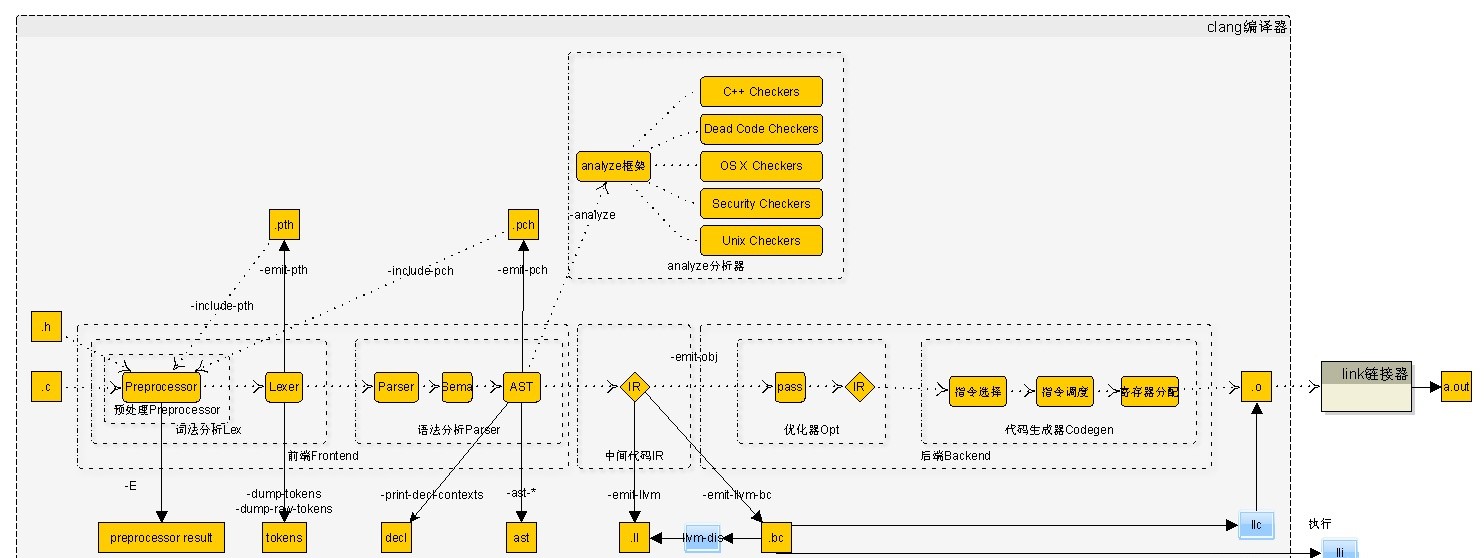 clang编译器
C++ Checkers
Dead Code Checkers
analyze框架
OS X Checkers
Security Checkers
-analyze
Unix Checkers
analyze分析器
.pth
.pch
-emit-pth
-include-pch
-emit-pch
-include-pth
.h
-emit-obj
.c
Preprocessor
Lexer
Parser
Sema
AST
IR
pass
IR
指令选择
指令调度
寄存器分配
.o
link链接器
a.out
预处理Preprocessor
词法分析Lex
语法分析Parser
优化器Opt
代码生成器Codegen
前端Frontend
中间代码IR
后端Backend
-E
-dump-tokens
-dump-raw-tokens
-print-decl-contexts
-ast-*
-emit-llvm
-emit-llvm-bc
preprocessor result
tokens
decl
ast
.ll
llvm-dis
.bc
llc
执行
lli